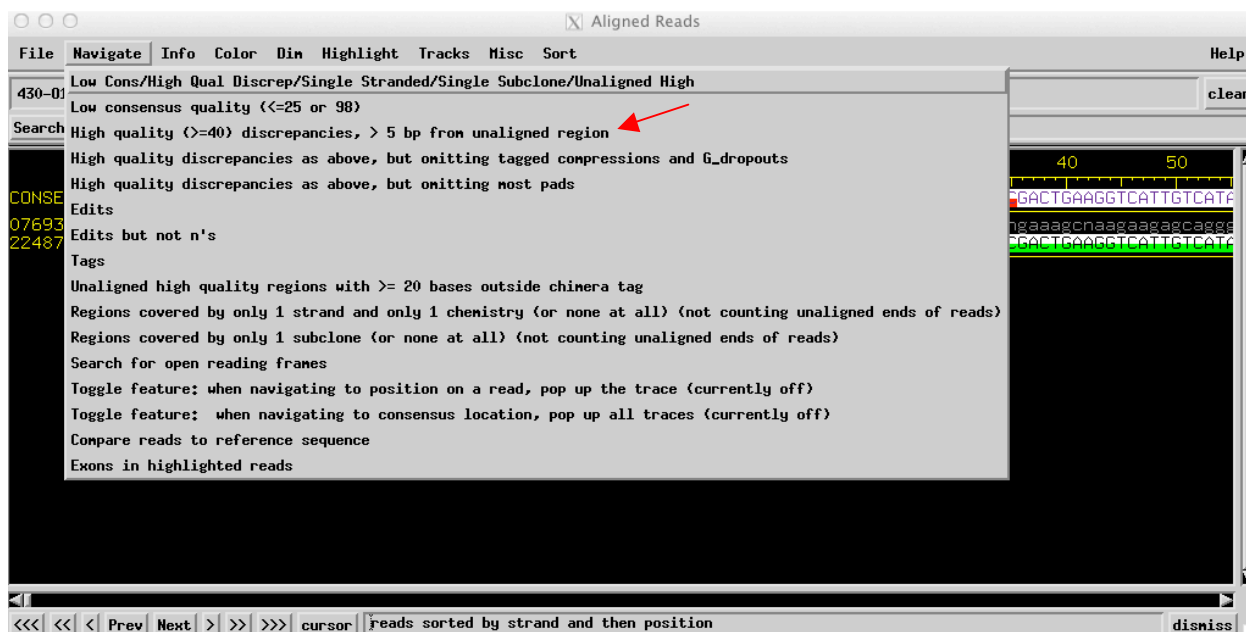 Aligned Reads
File Navigate Info Color Dim Highlight Tracks Misc Sort Help
430-01 clear
Search
Low Cons/High Qual Discrep/Single Stranded/Single Subclone/Unaligned High
Low consensus quality (<=25 or 98)
High quality (>=40) discrepancies, > 5 bp from unaligned region
High quality discrepancies as above, but omitting tagged compressions and G_dropouts
High quality discrepancies as above, but omitting most pads
Edits
Edits but not n's
Tags
Unaligned high quality regions with >= 20 bases outside chimera tag
Regions covered by only 1 strand and only 1 chemistry (or none at all) (not counting unaligned ends of reads)
Regions covered by only 1 subclone (or none at all) (not counting unaligned ends of reads)
Search for open reading frames
Toggle feature: when navigating to position on a read, pop up the trace (currently off)
Toggle feature: when navigating to consensus location, pop up all traces (currently off)
Compare reads to reference sequence
Exons in highlighted reads
40 50
CONSE GACTGAAGGTCATTGTCATA
07693 ngaaagcnaagaagagcaggg
22487 CGACTGAAGGTCATTGTCATA
<<< << < Prev Next > >> >>> cursor reads sorted by strand and then position dismiss